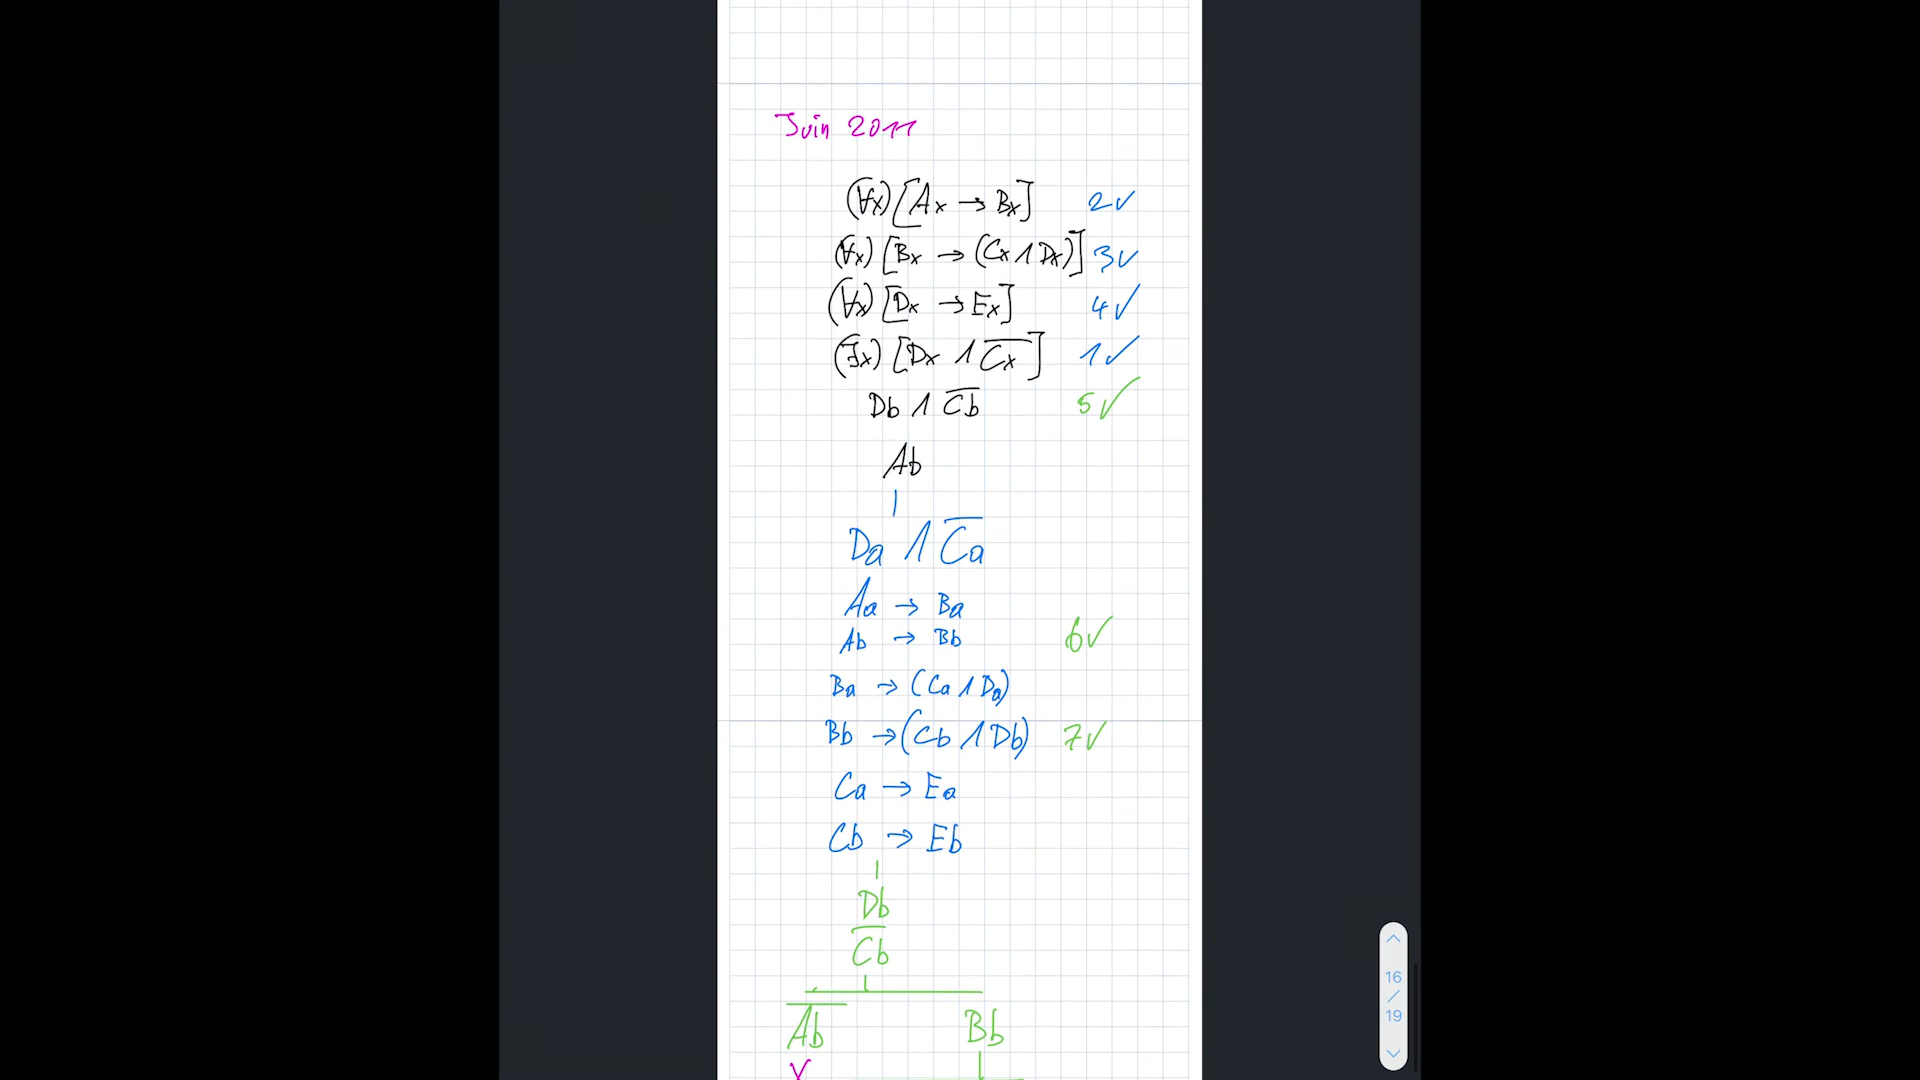 Juin 2011
(∀x)[Ax → Bx] 2✓
(∀x)[Bx → (Cx ∧ Dx)] 3✓
(∀x)[Dx → Ex] 4✓
(∃x)[Dx ∧ C̅x̅] 1✓
Db ∧ C̅b̅ 5✓
Ab
Da ∧ C̅a̅
Aa → Ba
Ab → Bb 6✓
Ba → (Ca ∧ Da)
Bb → (Cb ∧ Db) 7✓
Ca → Ea
Cb → Eb
Db
C̅b̅
A̅b̅ Bb
X
16
/
19